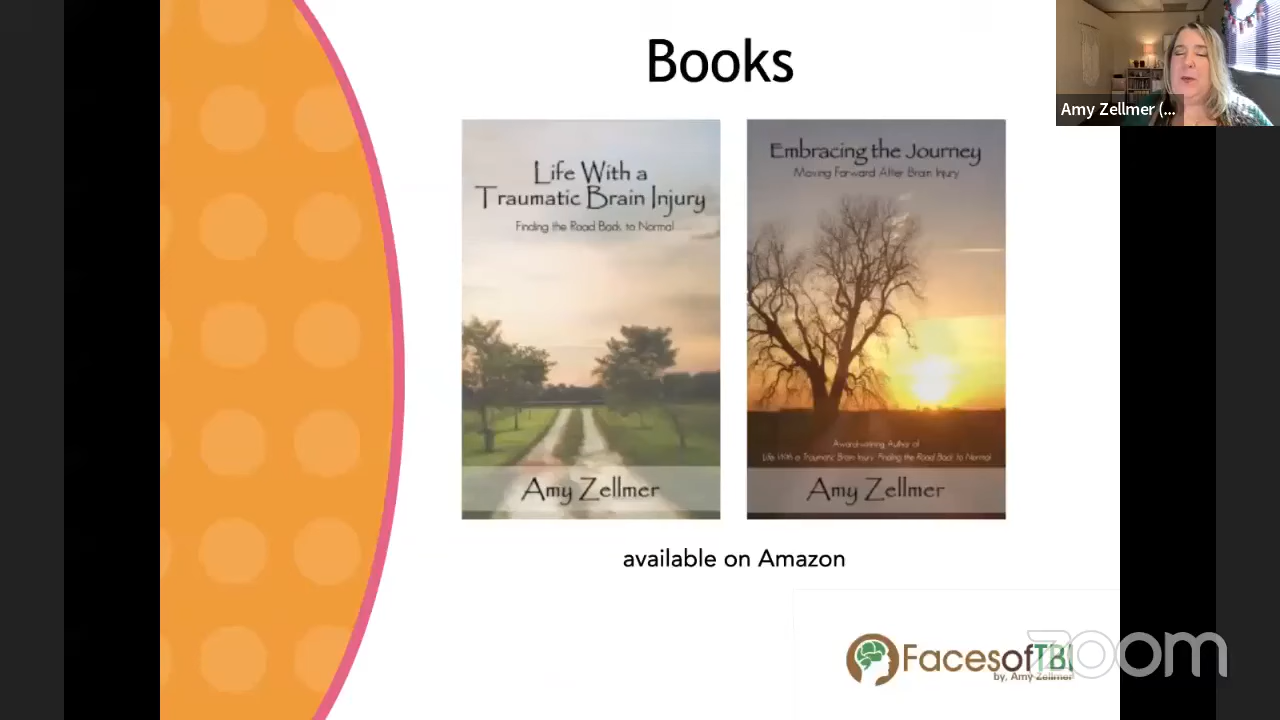 Books
Life With a
Traumatic Brain Injury
Finding the Road Back to Normal
Amy Zellmer
Embracing the Journey
Moving Forward After Brain Injury
Award-winning Author of
Life With a Traumatic Brain Injury: Finding the Road Back to Normal
Amy Zellmer
available on Amazon
FacesofTBI
by, Amy Zellmer
zoom
Amy Zellmer (...